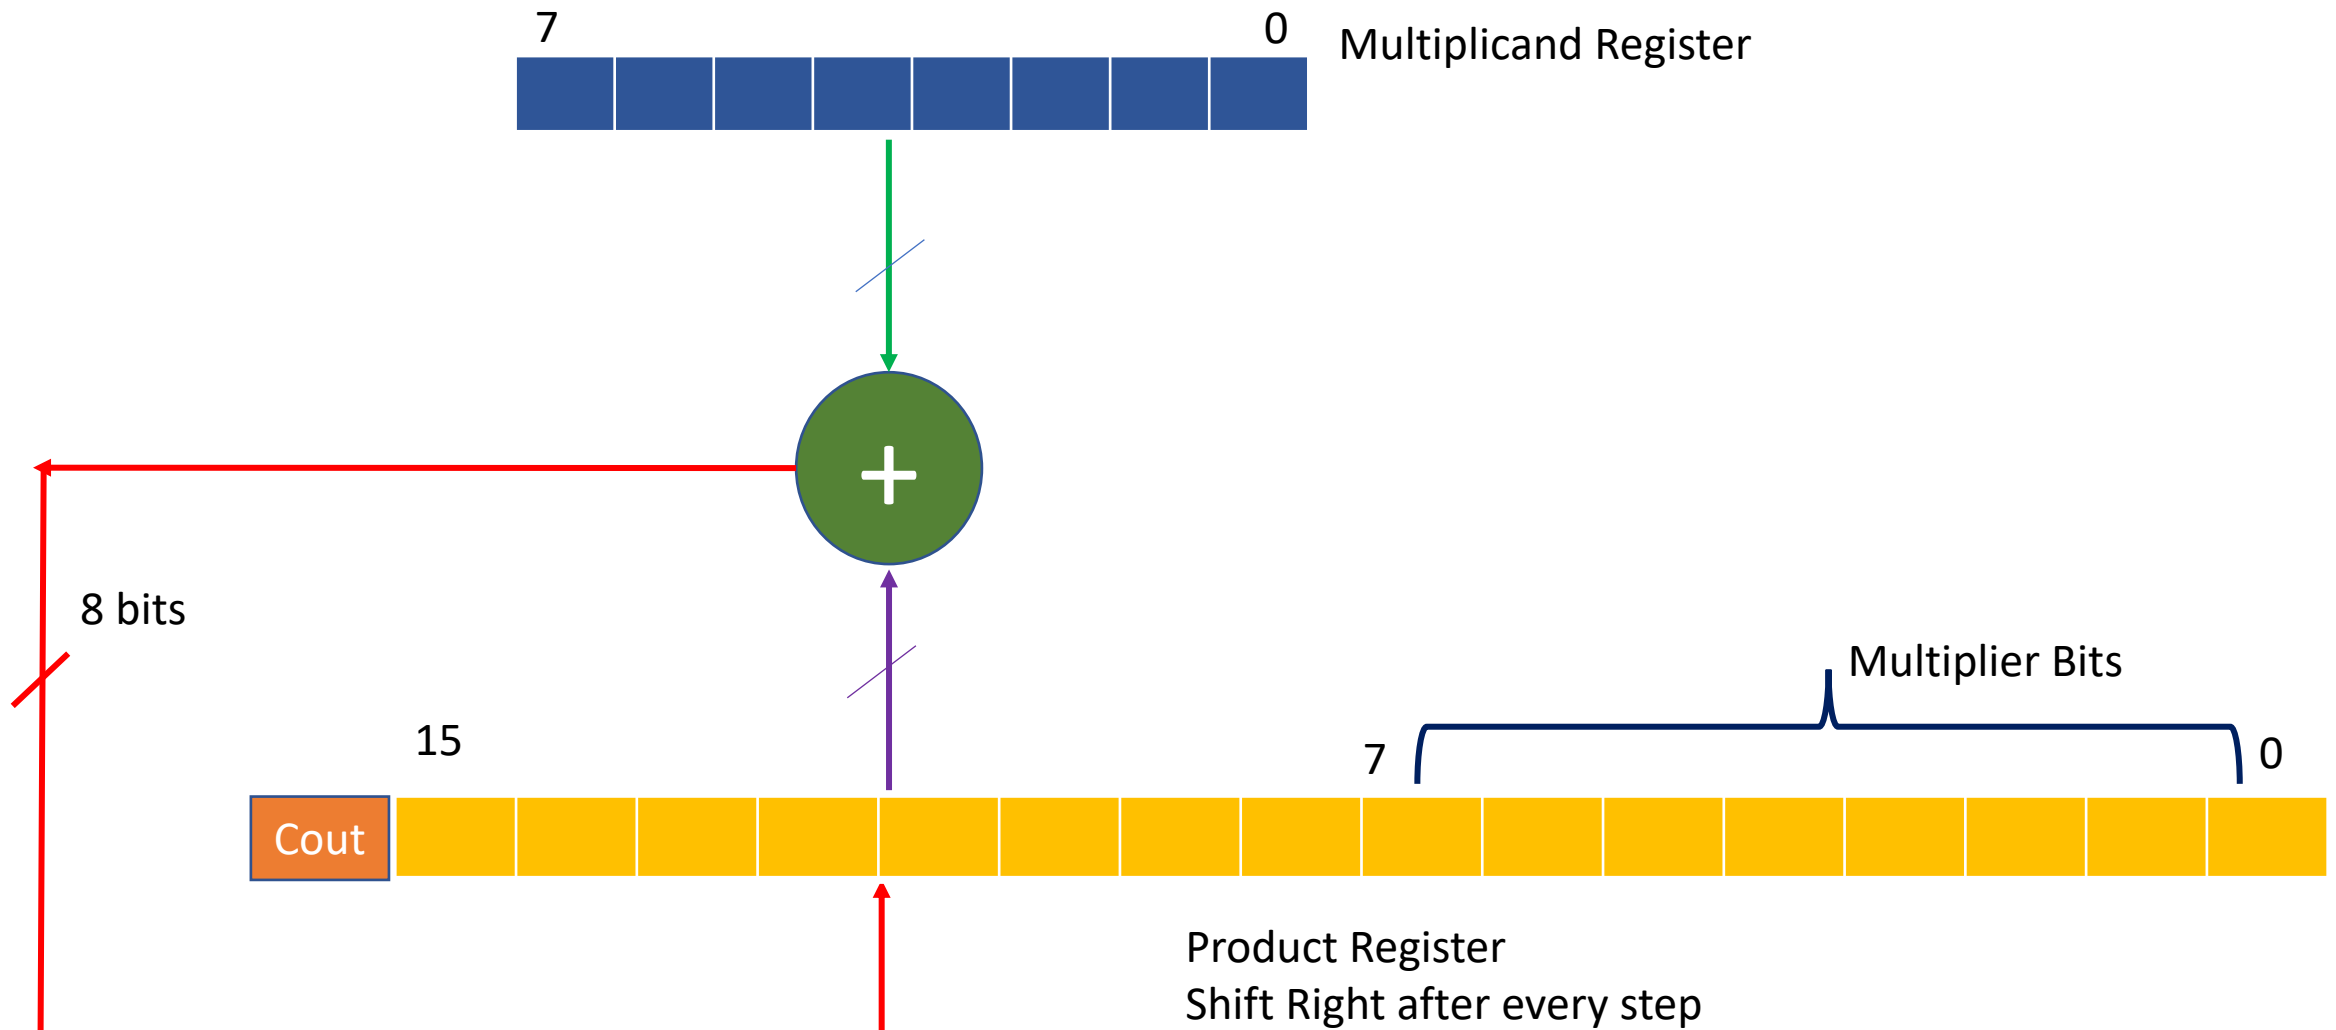 7
0
Multiplicand Register
+
8 bits
Multiplier Bits
15
7
0
Cout
Product Register
Shift Right after every step